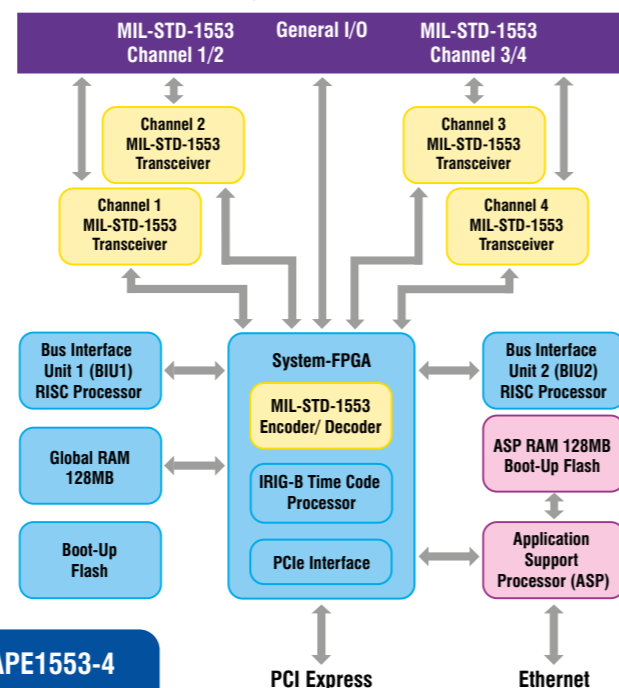 MIL-STD-1553
Channel 1/2
General I/O
MIL-STD-1553
Channel 3/4
Channel 2
MIL-STD-1553
Transceiver
Channel 3
MIL-STD-1553
Transceiver
Channel 1
MIL-STD-1553
Transceiver
Channel 4
MIL-STD-1553
Transceiver
Bus Interface
Unit 1 (BIU1)
RISC Processor
System-FPGA
Bus Interface
Unit 2 (BIU2)
RISC Processor
MIL-STD-1553
Encoder/ Decoder
Global RAM
128MB
ASP RAM 128MB
Boot-Up Flash
IRIG-B Time Code
Processor
Boot-Up
Flash
PCIe Interface
Application
Support
Processor (ASP)
APE1553-4
PCI Express
Ethernet